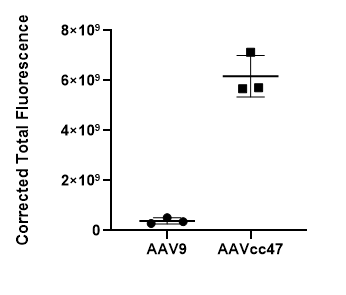 Corrected Total Fluorescence
8×10⁹
6×10⁹
4×10⁹
2×10⁹
0
AAV9 AAVcc47